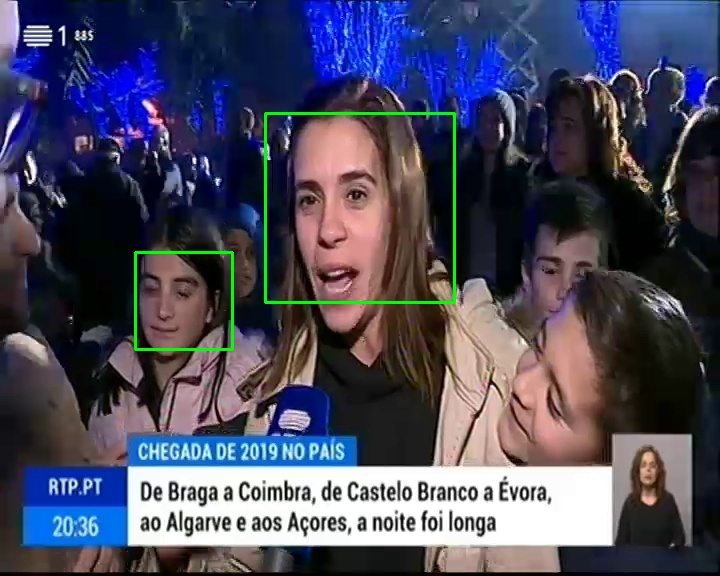 1 885
CHEGADA DE 2019 NO PAÍS
RTP.PT
20:36
De Braga a Coimbra, de Castelo Branco a Évora,
ao Algarve e aos Açores, a noite foi longa